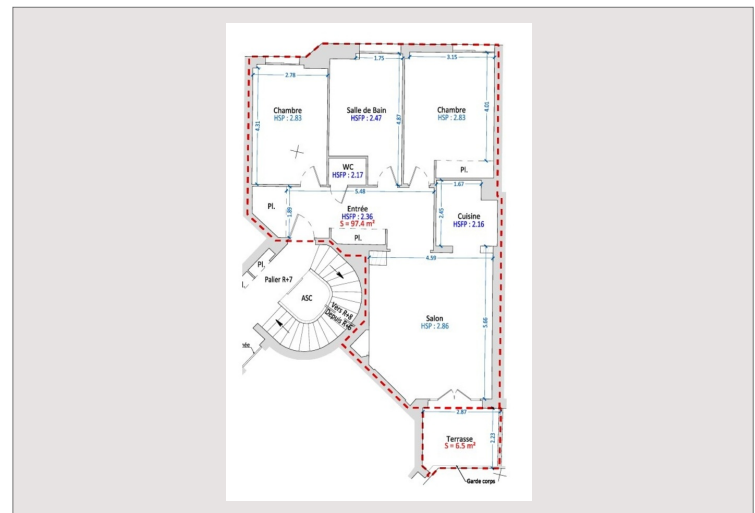 1.75
3.15
2.78
Chambre
HSP : 2.83
4.31
Salle de Bain
HSFP : 2.47
4.87
Chambre
HSP : 2.83
4.01
WC
HSFP : 2.17
Pl.
1.67
5.48
Pl.
1.89
Entrée
HSFP : 2.36
S = 97.4 m²
Pl.
2.45
Cuisine
HSFP : 2.16
4.59
Pl.
Palier R+7
ASC
Vers R+8
Depuis R+6
Salon
HSP : 2.86
5.66
2.87
Terrasse
S = 6.5 m²
2.23
Garde corps